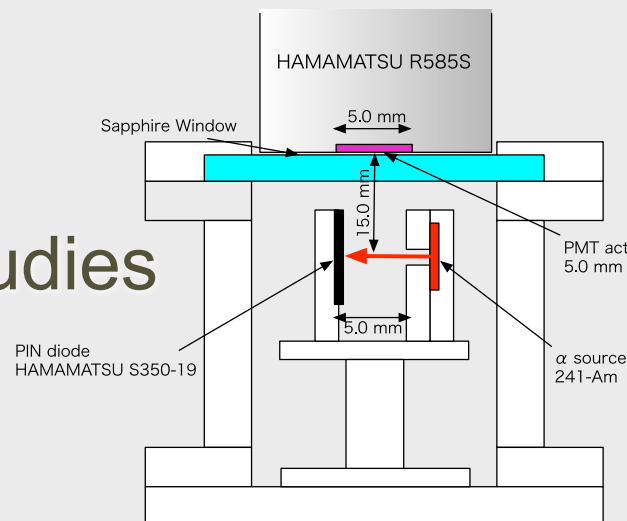 HAMAMATSU R585S
5.0 mm
Sapphire Window
15.0 mm
udies
PMT act
5.0 mm
5.0 mm
PIN diode
HAMAMATSU S350-19
α source
241-Am